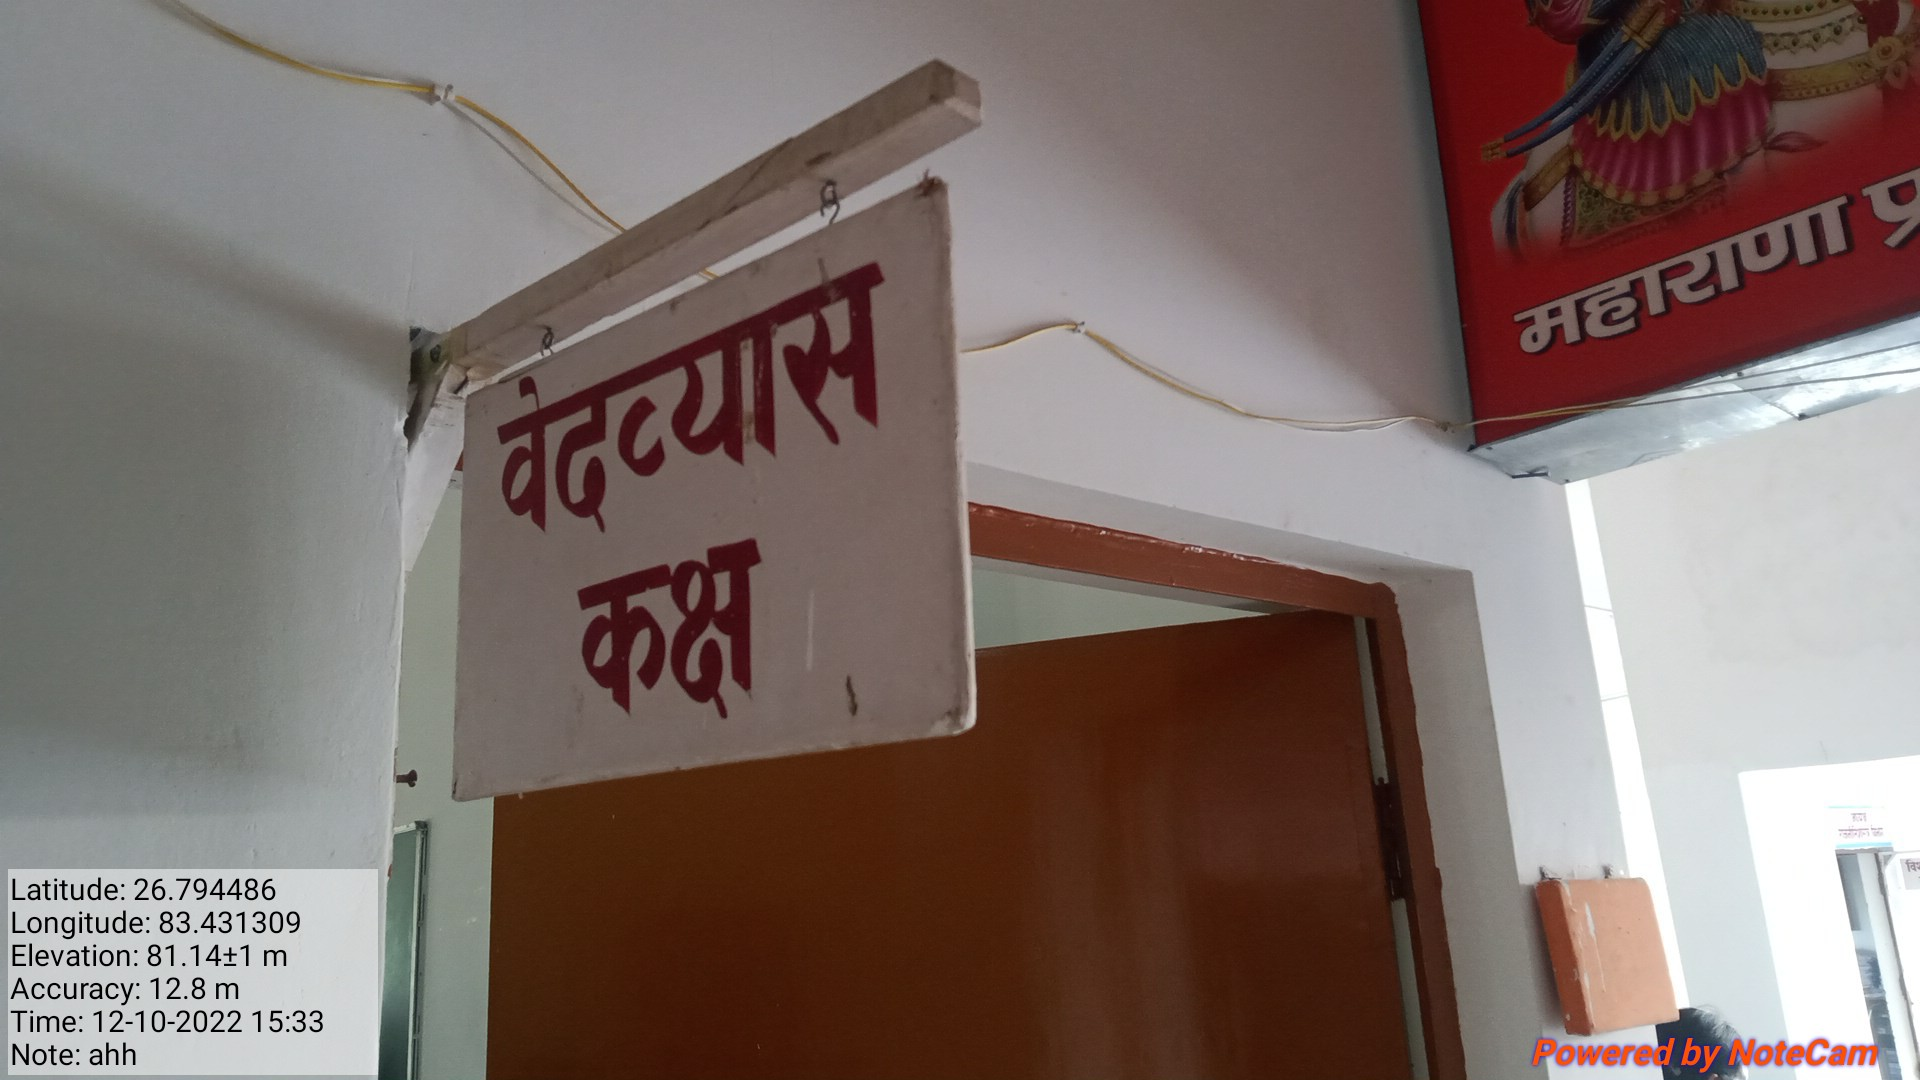 वेदव्यास
कक्ष
महाराणा
Latitude: 26.794486
Longitude: 83.431309
Elevation: 81.14±1 m
Accuracy: 12.8 m
Time: 12-10-2022 15:33
Note: ahh
Powered by NoteCam